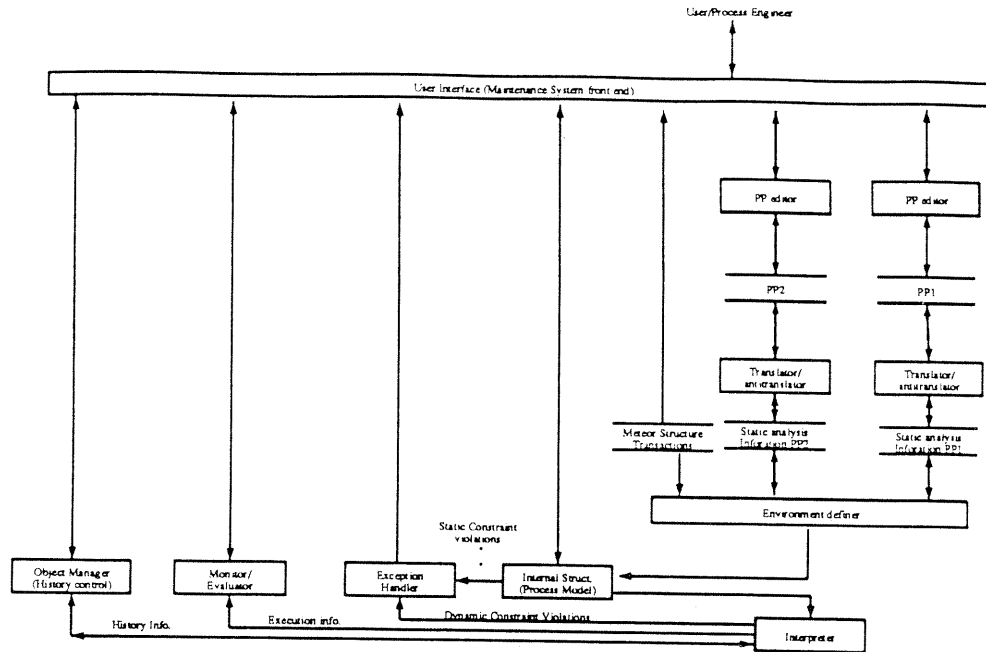 User/Process Engineer
User Interface (Maintenance System front end)
PP editor
PP editor
PP2
PP1
Translator/
antitranslator
Translator/
antitranslator
Meteor Structure
Transactions
Static analysis
Inforation PP2
Static analysis
Inforation PP1
Environment definer
Static Constraint
violations
Object Manager
(History control)
Monitor/
Evaluator
Exception
Handler
Internal Struct.
(Process Model)
Dynamic Constraint Violations
History Info.
Execution info.
Interpreter